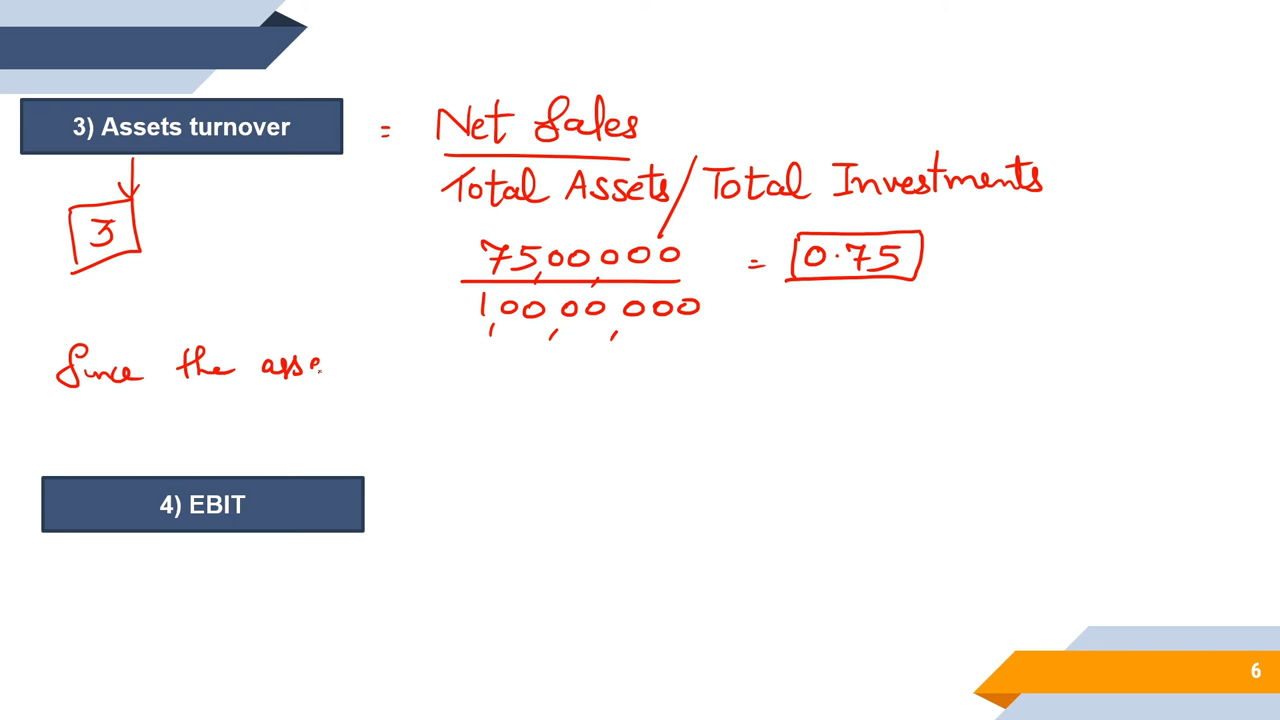 3) Assets turnover = Net Sales
Total Assets / Total Investments
3
75,00,000 = 0.75
1,00,00,000
Since the asse
4) EBIT
6